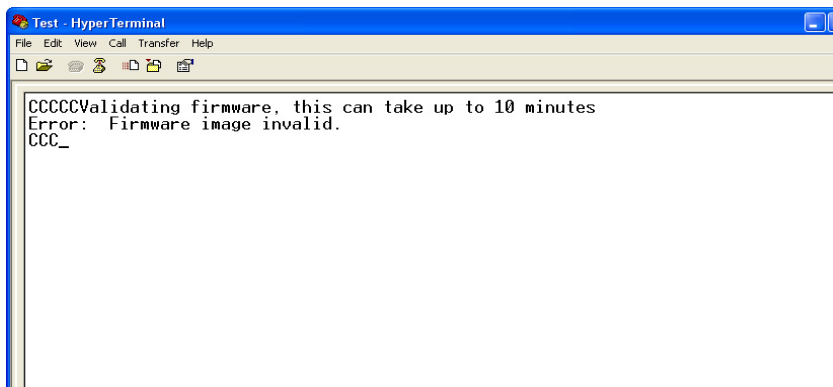 Test - HyperTerminal
File Edit View Call Transfer Help
CCCCCValidating firmware, this can take up to 10 minutes
Error:  Firmware image invalid.
CCC_